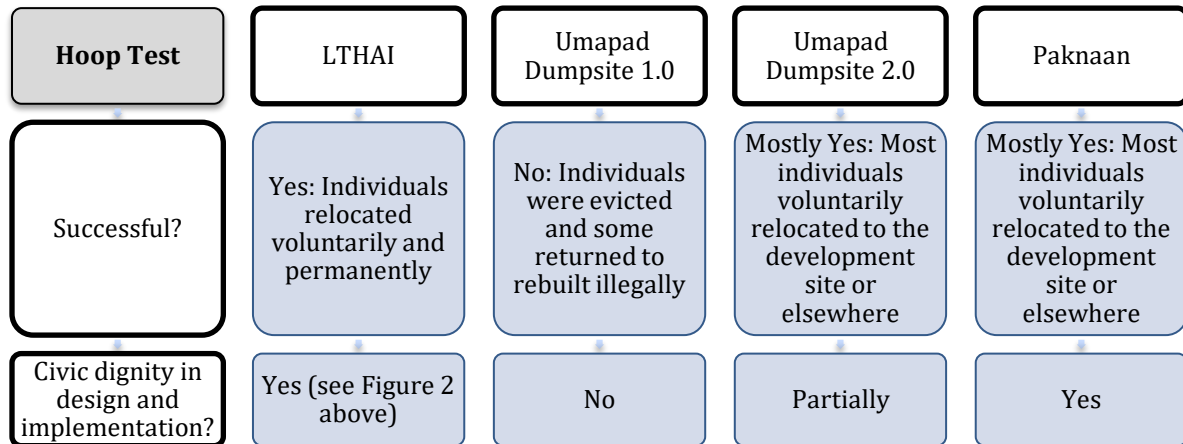 Hoop Test
LTHAI
Umapad
Dumpsite 1.0
Umapad
Dumpsite 2.0
Paknaan
Successful?
Yes: Individuals
relocated
voluntarily and
permanently
No: Individuals
were evicted
and some
returned to
rebuilt illegally
Mostly Yes: Most
individuals
voluntarily
relocated to the
development
site or
elsewhere
Mostly Yes: Most
individuals
voluntarily
relocated to the
development
site or
elsewhere
Civic dignity in
design and
implementation?
Yes (see Figure 2
above)
No
Partially
Yes